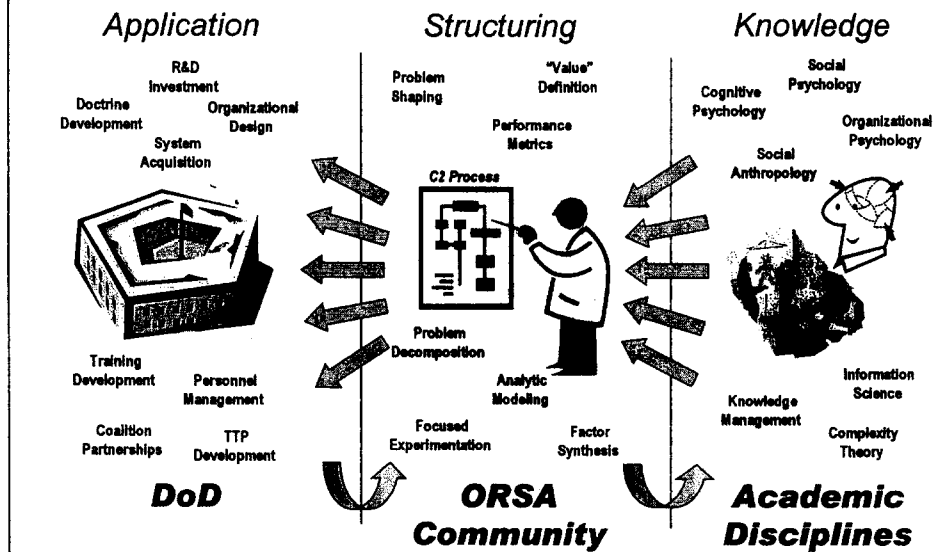 Application
R&D
Investment
Doctrine
Development
Organizational
Design
System
Acquisition
Training
Development
Personnel
Management
Coalition
Partnerships
TTP
Development
DoD
Structuring
Problem
Shaping
"Value"
Definition
Performance
Metrics
C2 Process
Problem
Decomposition
Analytic
Modeling
Focused
Experimentation
Factor
Synthesis
ORSA
Community
Knowledge
Social
Psychology
Cognitive
Psychology
Organizational
Psychology
Social
Anthropology
Information
Science
Knowledge
Management
Complexity
Theory
Academic
Disciplines